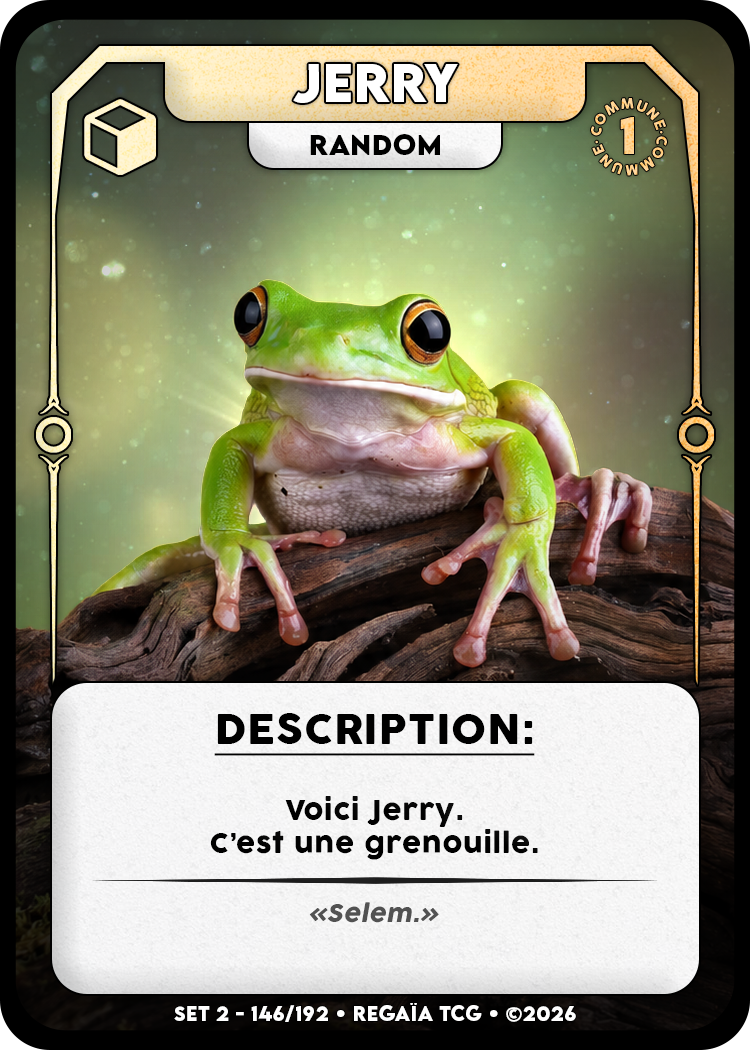 JERRY
RANDOM
COMMUNE · COMMUNE ·
1
DESCRIPTION:
Voici Jerry.
C'est une grenouille.
«Selem.»
SET 2 - 146/192 • REGAÏA TCG • ©2026